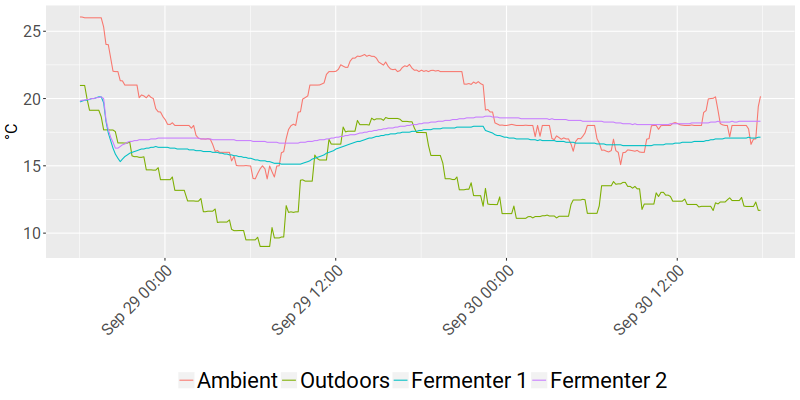 25
20
15
10
°C
Sep 29 00:00
Sep 29 12:00
Sep 30 00:00
Sep 30 12:00
Ambient Outdoors Fermenter 1 Fermenter 2